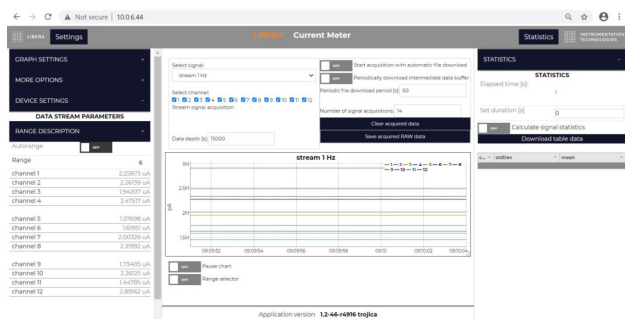 Not secure | 10.0.6.44
LIBERA Settings
LIBERA Current Meter
Statistics
INSTRUMENTATION TECHNOLOGIES
GRAPH SETTINGS
MORE OPTIONS
DEVICE SETTINGS
DATA STREAM PARAMETERS
RANGE DESCRIPTION
Autorange OFF
Range 6
channel 1 2.25873 uA
channel 2 2.26139 uA
channel 3 1.94207 uA
channel 4 2.47517 uA
channel 5 1.57698 uA
channel 6 1.61951 uA
channel 7 2.00326 uA
channel 8 2.31992 uA
channel 9 1.73405 uA
channel 10 2.26125 uA
channel 11 1.44785 uA
channel 12 2.89162 uA
Select signal:
stream 1 Hz
Select channel:
1 2 3 4 5 6 7 8 9 10 11 12
Stream signal acquisition
Data depth [s]: 15000
OFF Start acquisition with automatic file download
OFF Periodically download intermediate data buffer
Periodic file download period [s]: 60
Number of signal acquisitions: 14
Clear acquired data
Save acquired RAW data
stream 1 Hz
1 2 3 4 5 6 7 8
9 10 11 12
3M
2.5M
2M
1.5M
pA
09:09:52 09:09:54 09:09:56 09:09:58 09:10 09:10:02 09:10:04
OFF Pause chart
OFF Range selector
Application version 1.2-46-r4916 trojica
STATISTICS
STATISTICS
Elapsed time [s]:
1
Set duration [s]
0
OFF Calculate signal statistics
Download table data
c... stdDev mean